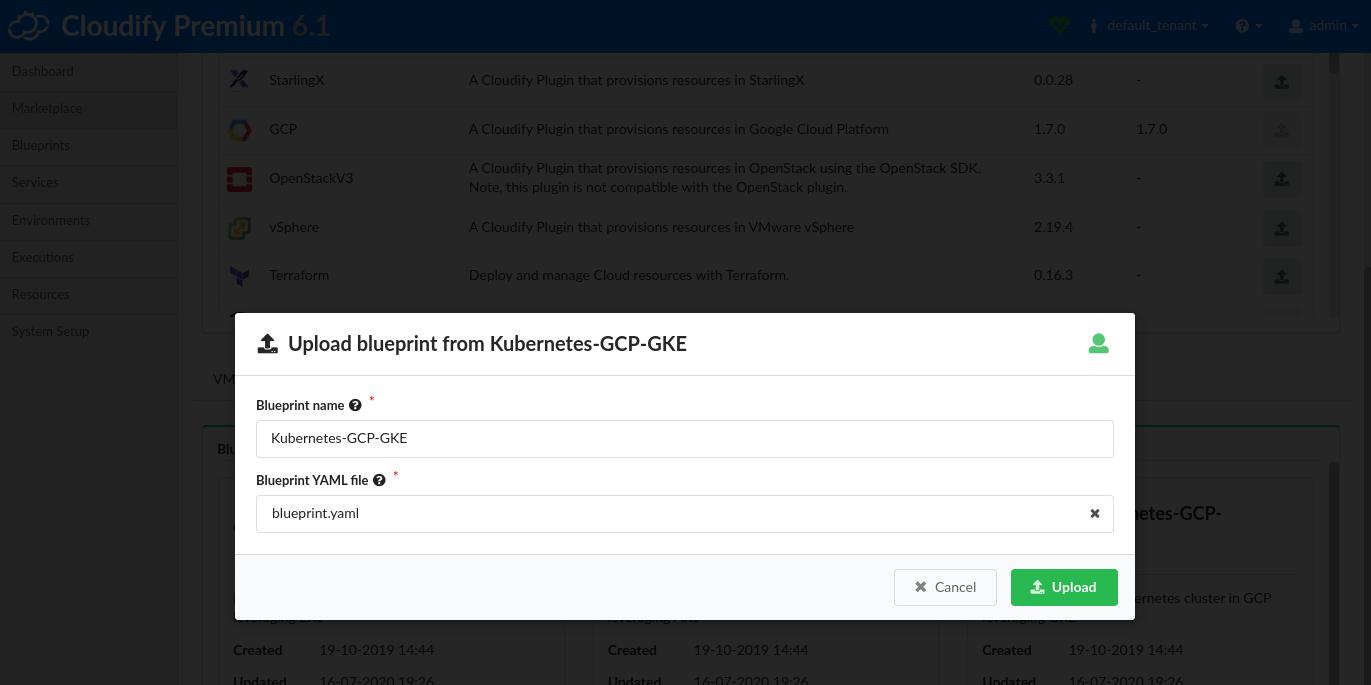 Cloudify Premium 6.1
default_tenant
admin
Dashboard
Marketplace
Blueprints
Services
Environments
Executions
Resources
System Setup
StarlingX A Cloudify Plugin that provisions resources in StarlingX 0.0.28 -
GCP A Cloudify Plugin that provisions resources in Google Cloud Platform 1.7.0 1.7.0
OpenStackV3 A Cloudify Plugin that provisions resources in OpenStack using the OpenStack SDK. 3.3.1 -
Note, this plugin is not compatible with the OpenStack plugin.
vSphere A Cloudify Plugin that provisions resources in VMware vSphere 2.19.4 -
Terraform Deploy and manage Cloud resources with Terraform. 0.16.3 -
Upload blueprint from Kubernetes-GCP-GKE
Blueprint name *
Kubernetes-GCP-GKE
Blueprint YAML file *
blueprint.yaml
Cancel Upload
VM
Blu
netes-GCP-
ernetes cluster in GCP
Created 19-10-2019 14:44 Created 19-10-2019 14:44 Created 19-10-2019 14:44
Updated 16-07-2020 19:26 Updated 16-07-2020 19:26 Updated 16-07-2020 19:26